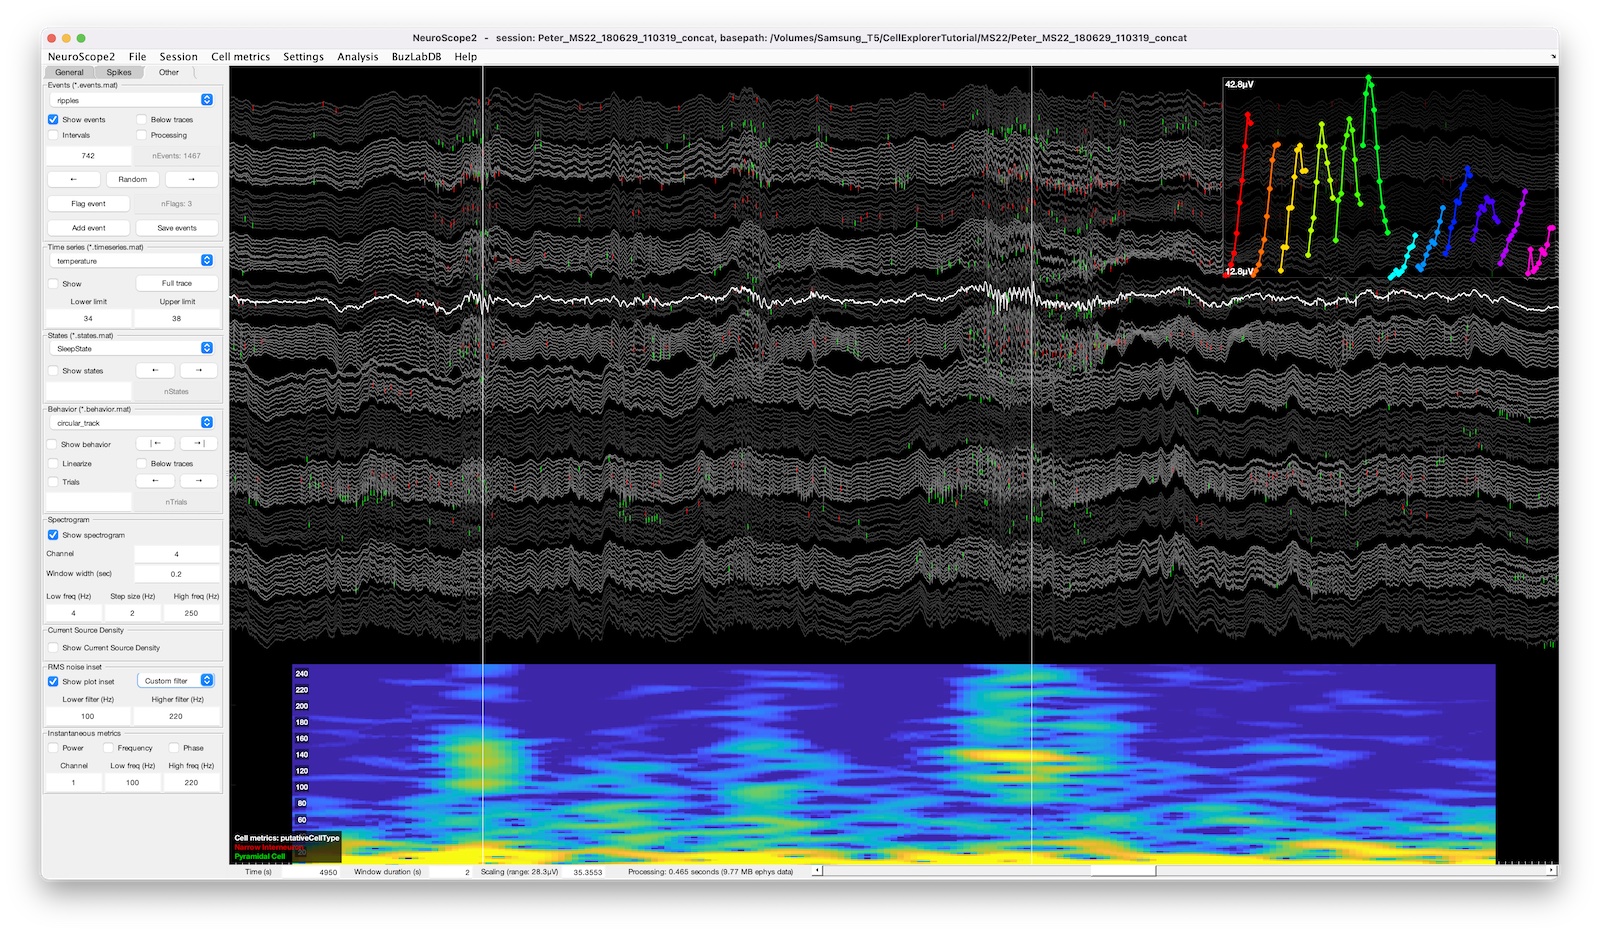 NeuroScope2 - session: Peter_MS22_180629_110319_concat, basepath: /Volumes/Samsung_T5/CellExplorerTutorial/MS22/Peter_MS22_180629_110319_concat
NeuroScope2 File Session Cell metrics Settings Analysis BuzLabDB Help
General Spikes Other
Events (*.events.mat)
ripples
Show events Below traces
Intervals Processing
742 nEvents: 1467
← Random →
Flag event nFlags: 3
Add event Save events
Time series (*.timeseries.mat)
temperature
Show Full trace
Lower limit Upper limit
34 38
States (*.states.mat)
SleepState
Show states ← →
nStates
Behavior (*.behavior.mat)
circular_track
Show behavior |← →|
Linearize Below traces
Trials ← →
nTrials
Spectrogram
Show spectrogram
Channel 4
Window width (sec) 0.2
Low freq (Hz) Step size (Hz) High freq (Hz)
4 2 250
Current Source Density
Show Current Source Density
RMS noise inset
Show plot inset Custom filter
Lower filter (Hz) Higher filter (Hz)
100 220
Instantaneous metrics
Power Frequency Phase
Channel Low freq (Hz) High freq (Hz)
1 100 220
42.8µV
12.8µV
240
220
200
180
160
140
120
100
80
60
20
Cell metrics: putativeCellType
Narrow Interneuron
Pyramidal Cell
Time (s) 4950 Window duration (s) 2 Scaling (range: 28.3µV) 35.3553 Processing: 0.465 seconds (9.77 MB ephys data)